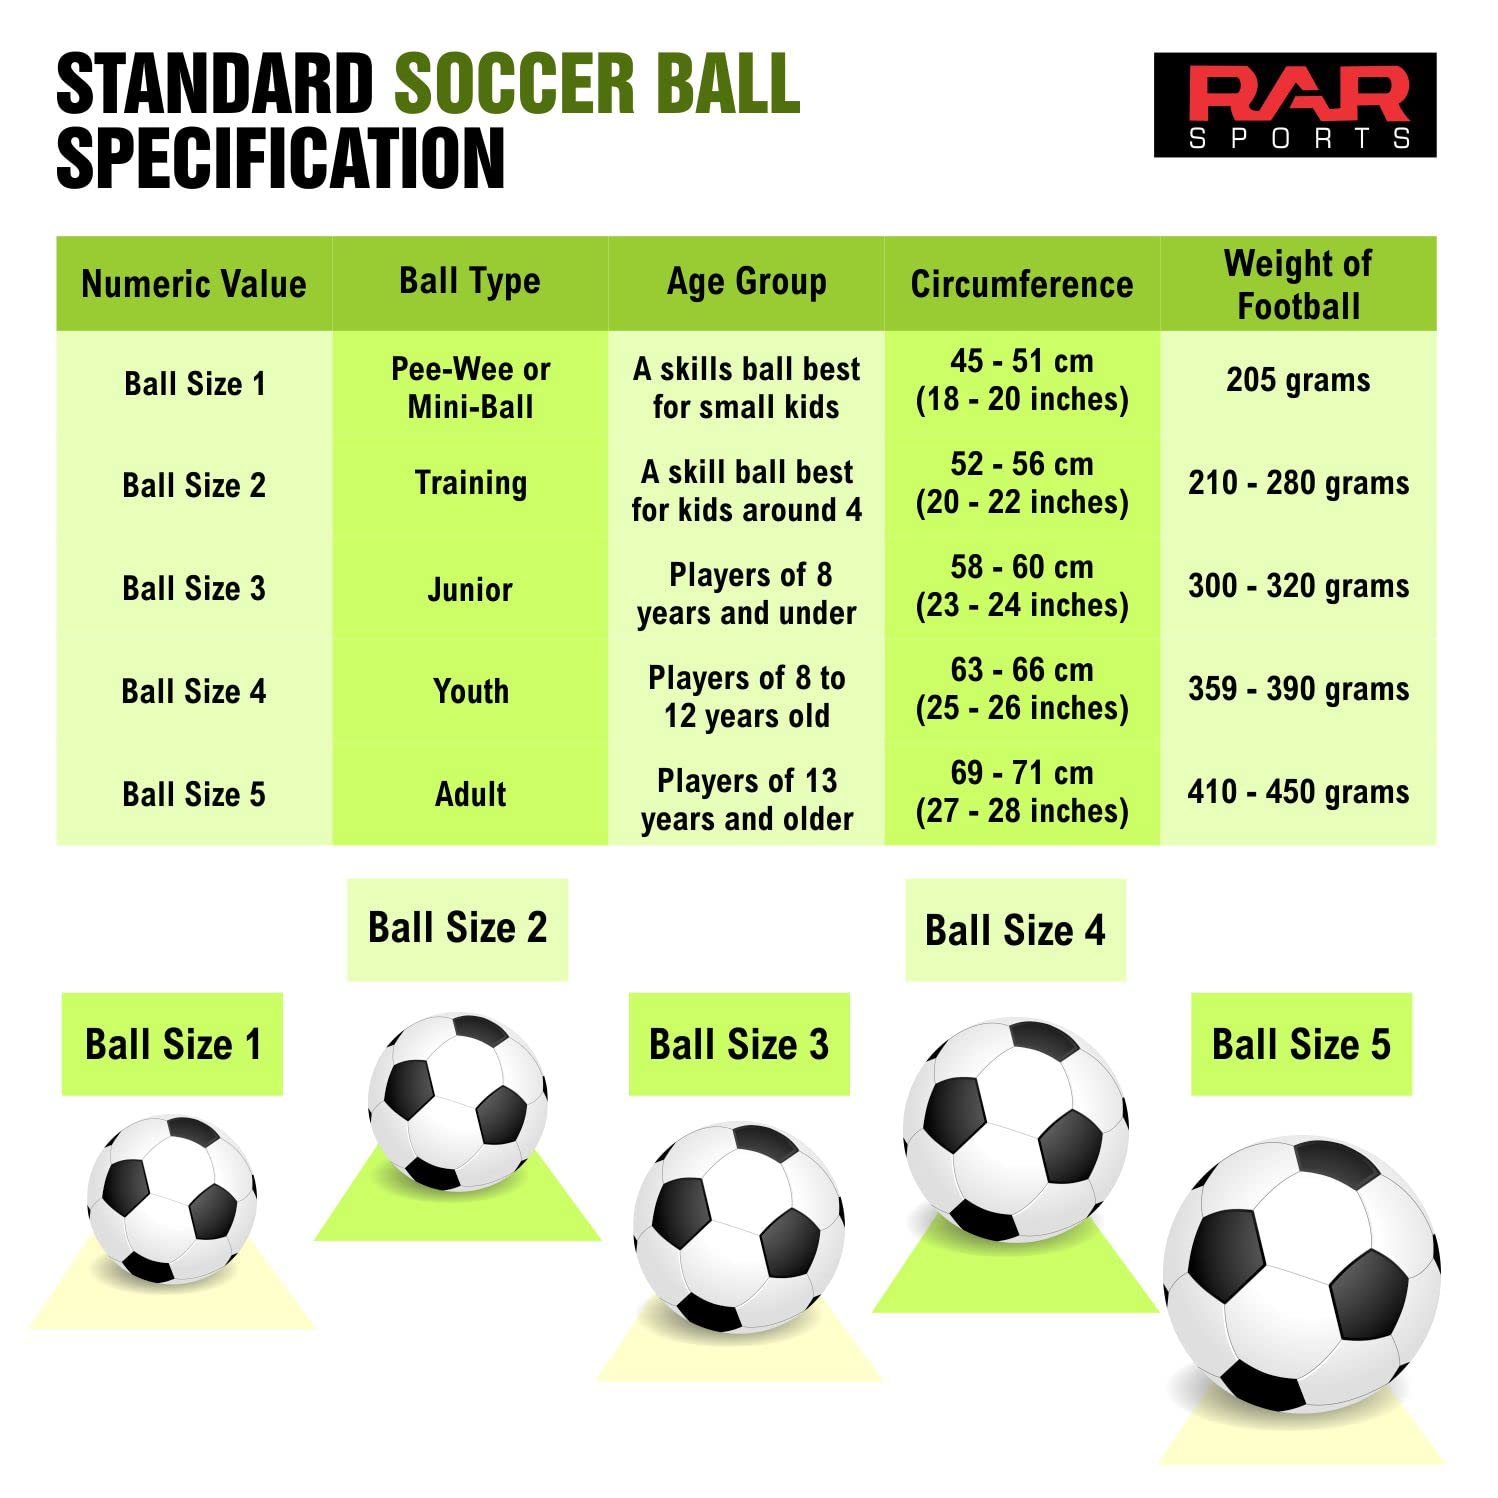 STANDARD SOCCER BALL
SPECIFICATION
RAR
SPORTS
Numeric Value
Ball Type
Age Group
Circumference
Weight of
Football
Ball Size 1
Pee-Wee or
Mini-Ball
A skills ball best
for small kids
45 - 51 cm
(18 - 20 inches)
205 grams
Ball Size 2
Training
A skill ball best
for kids around 4
52 - 56 cm
(20 - 22 inches)
210 - 280 grams
Ball Size 3
Junior
Players of 8
years and under
58 - 60 cm
(23 - 24 inches)
300 - 320 grams
Ball Size 4
Youth
Players of 8 to
12 years old
63 - 66 cm
(25 - 26 inches)
359 - 390 grams
Ball Size 5
Adult
Players of 13
years and older
69 - 71 cm
(27 - 28 inches)
410 - 450 grams
Ball Size 1
Ball Size 2
Ball Size 3
Ball Size 4
Ball Size 5